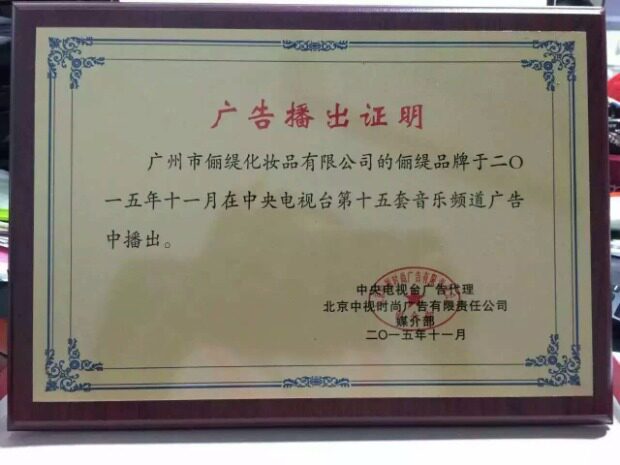 广告播出证明
广州市俪缇化妆品有限公司的俪缇品牌于二〇
一五年十一月在中央电视台第十五套音乐频道广告
中播出。
中央电视台广告代理
北京中视时尚广告有限责任公司
媒介部
二〇一五年十一月